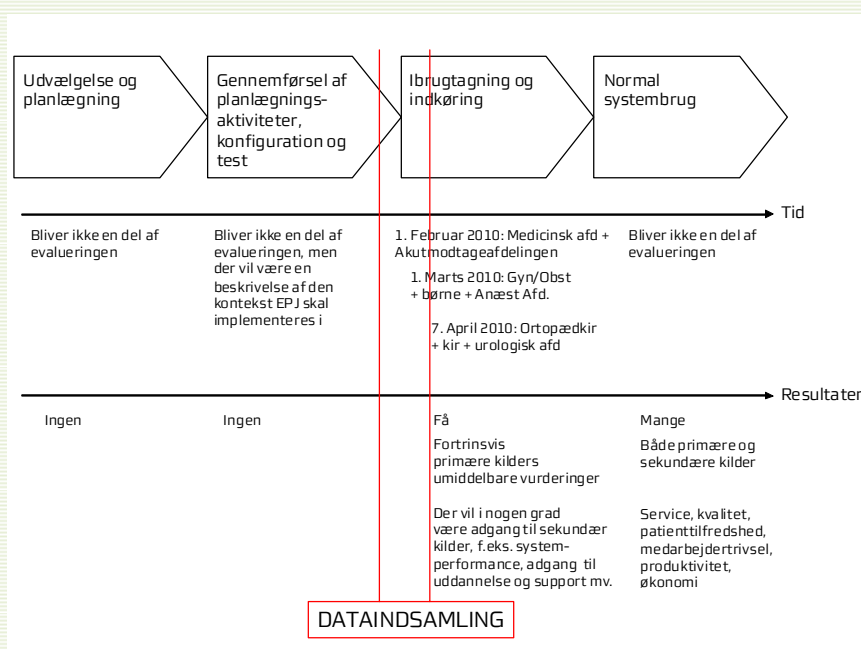 Udvælgelse og
planlægning
Gennemførsel af
planlægnings-
aktiviteter,
konfiguration og
test
Ibrugtagning og
indkøring
Normal
systembrug
Tid
Bliver ikke en del af
evalueringen
Bliver ikke en del af
evalueringen, men
der vil være en
beskrivelse af den
kontekst EPJ skal
implementeres i
1. Februar 2010: Medicinsk afd +
Akutmodtageafdelingen
1. Marts 2010: Gyn/Obst
+ børne + Anæst Afd.
7. April 2010: Ortopædkir
+ kir + urologisk afd
Bliver ikke en del af
evalueringen
Resultater
Ingen
Ingen
Få
Fortrinsvis
primære kilders
umiddelbare vurderinger
Der vil i nogen grad
være adgang til sekundær
kilder, f.eks. system-
performance, adgang til
uddannelse og support mv.
Mange
Både primære og
sekundære kilder
Service, kvalitet,
patienttilfredshed,
medarbejdertrivsel,
produktivitet,
økonomi
DATAINDSAMLING